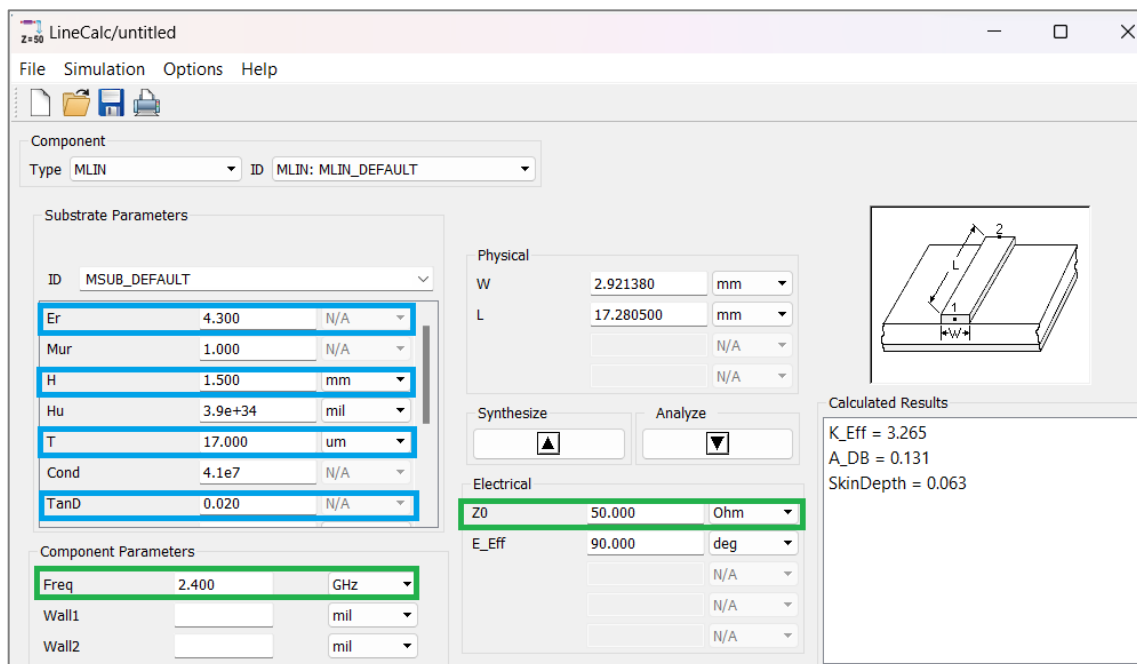 Z=50 LineCalc/untitled
File Simulation Options Help
Component
Type MLIN ID MLIN: MLIN_DEFAULT
Substrate Parameters
ID MSUB_DEFAULT
Er 4.300 N/A
Mur 1.000 N/A
H 1.500 mm
Hu 3.9e+34 mil
T 17.000 um
Cond 4.1e7 N/A
TanD 0.020 N/A
Component Parameters
Freq 2.400 GHz
Wall1 mil
Wall2 mil
Physical
W 2.921380 mm
L 17.280500 mm
N/A
N/A
Synthesize Analyze
Electrical
Z0 50.000 Ohm
E_Eff 90.000 deg
N/A
N/A
N/A
2
L
1
W
Calculated Results
K_Eff = 3.265
A_DB = 0.131
SkinDepth = 0.063